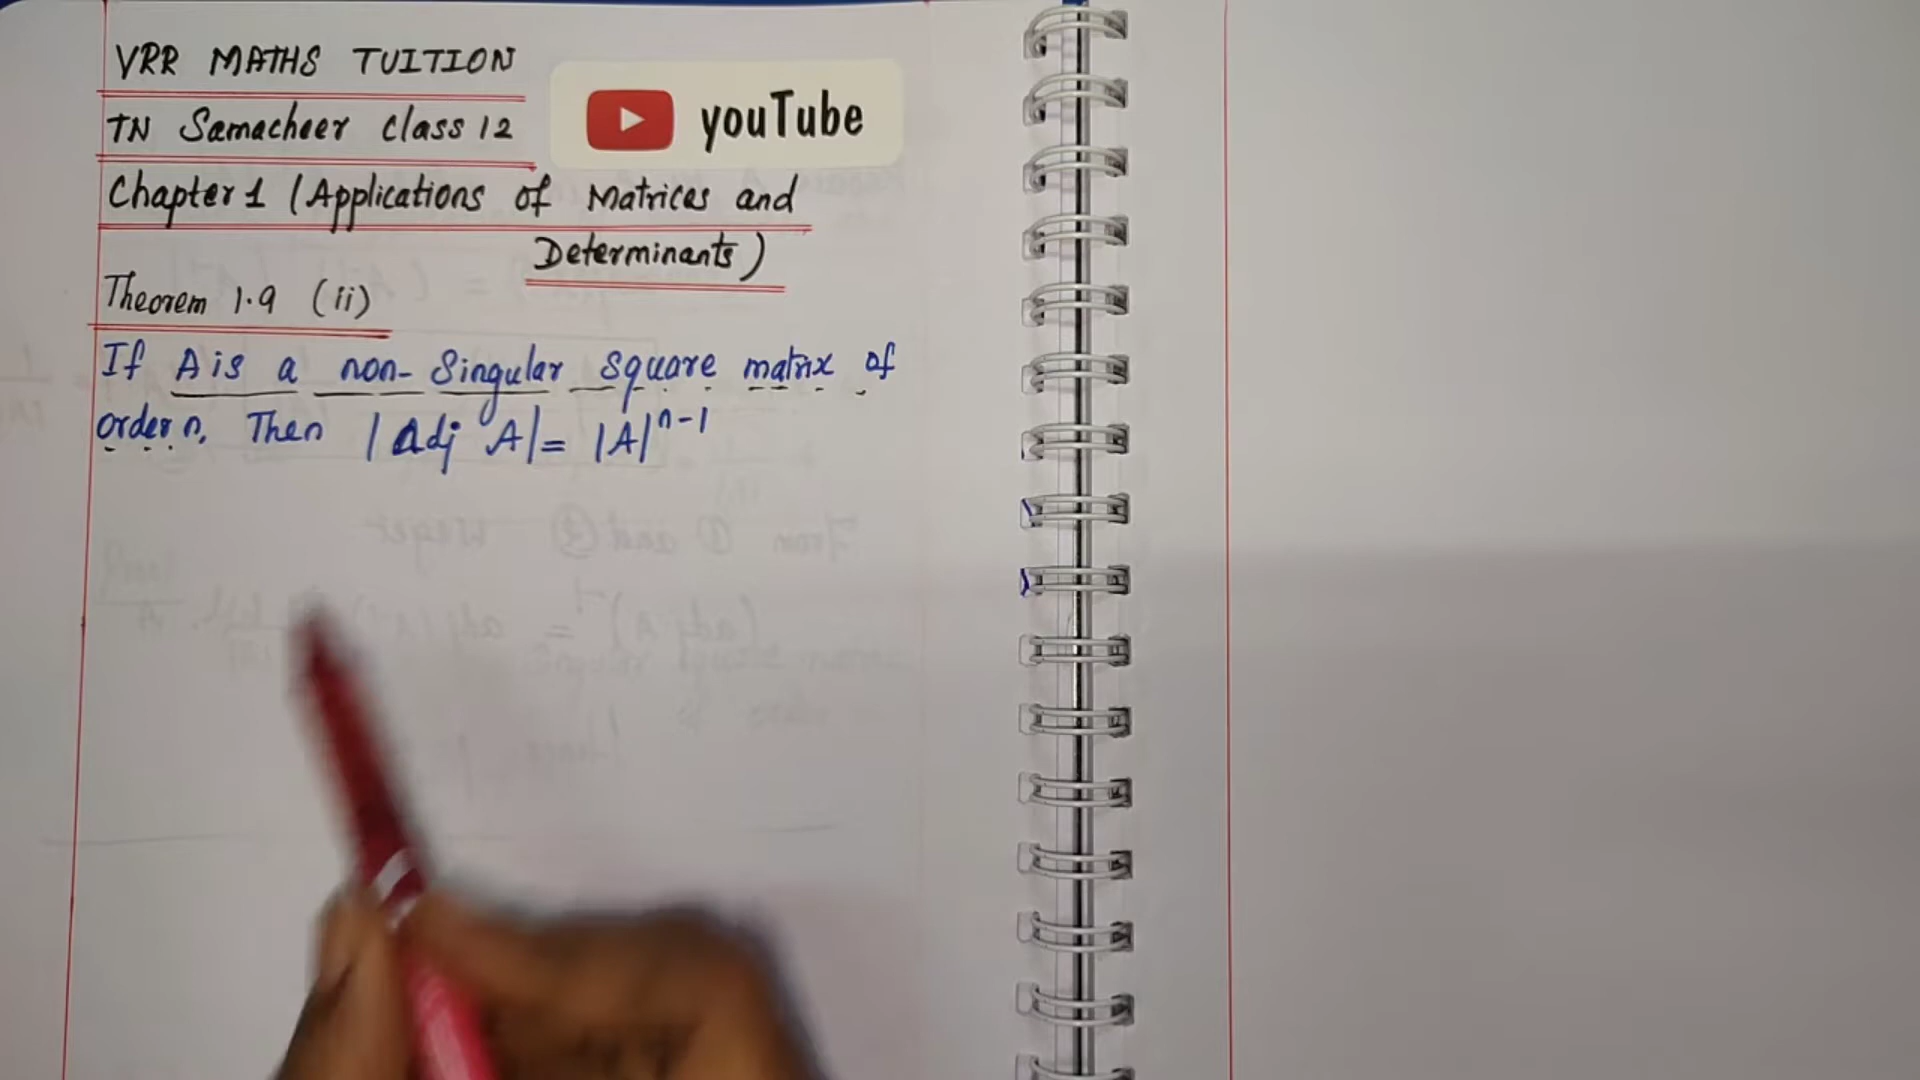 VRR MATHS TUITION
youTube
TN Samacheer Class 12
Chapter 1 (Applications of Matrices and
Determinants)
Theorem 1.9 (ii)
If A is a non-Singular square matrix of
order n, Then |Adj A| = |A|ⁿ⁻¹